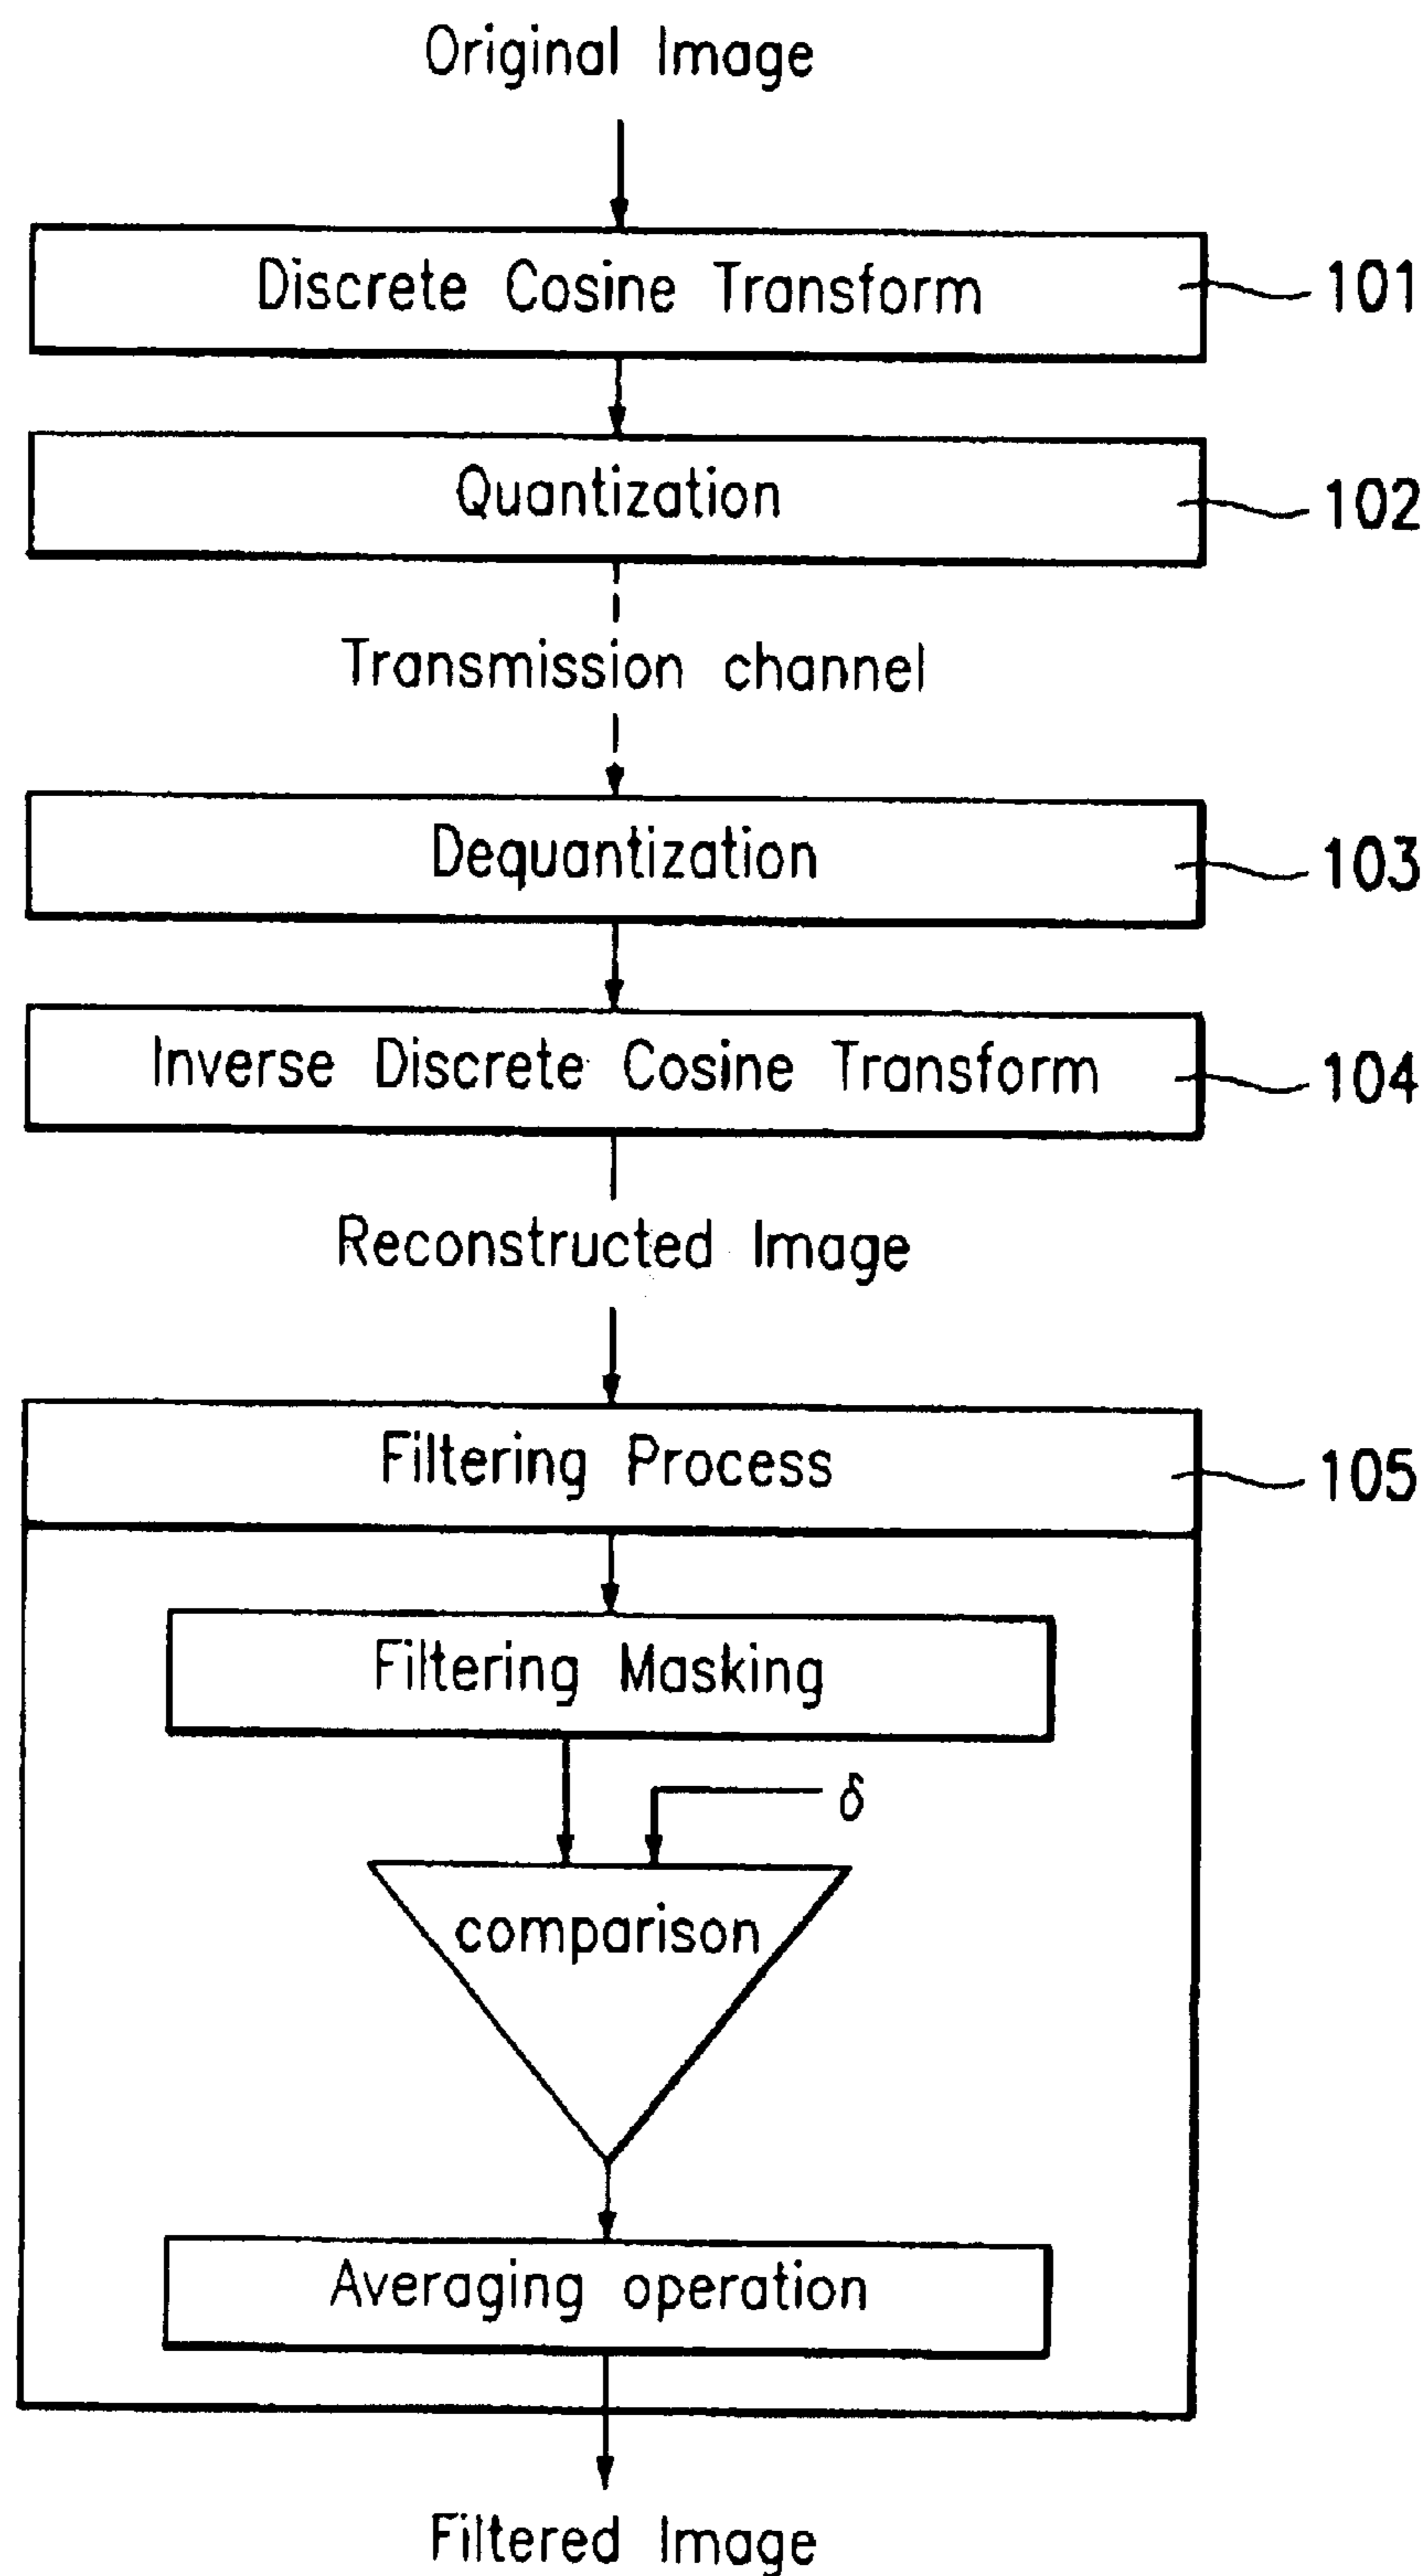 Original Image
Discrete Cosine Transform 101
Quantization 102
Transmission channel
Dequantization 103
Inverse Discrete Cosine Transform 104
Reconstructed Image
Filtering Process 105
Filtering Masking
δ
comparison
Averaging operation
Filtered Image